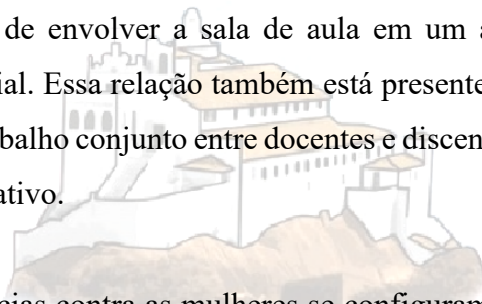 de envolver a sala de aula em um a
ial. Essa relação também está presente
balho conjunto entre docentes e discen
ativo.
cias contra as mulheres se configuram